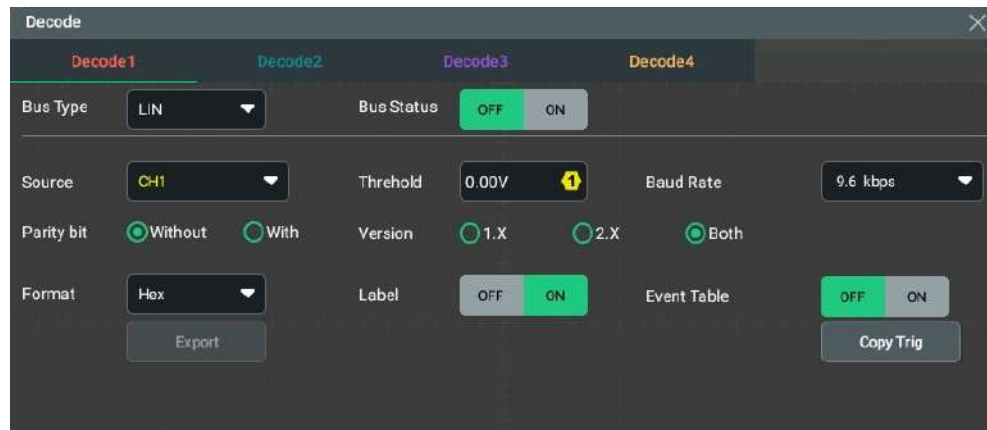 Decode
Decode1 Decode2 Decode3 Decode4
Bus Type LIN Bus Status OFF ON
Source CH1 Threhold 0.00V 1 Baud Rate 9.6 kbps
Parity bit Without With Version 1.X 2.X Both
Format Hex Label OFF ON Event Table OFF ON
Export Copy Trig